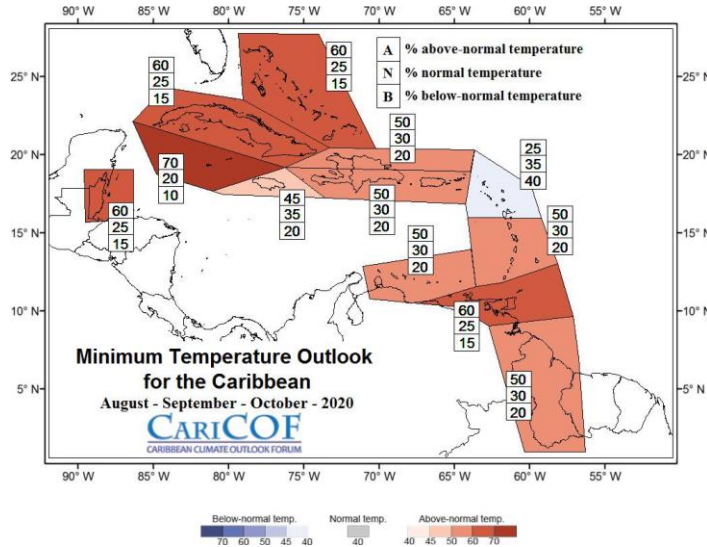 90° W 85° W 80° W 75° W 70° W 65° W 60° W 55° W
25° N
20° N
15° N
10° N
5° N
A % above-normal temperature
N % normal temperature
B % below-normal temperature
60
25
15
60
25
15
50
30
20
25
35
40
70
20
10
60
25
15
45
35
20
50
30
20
50
30
20
50
30
20
60
25
15
50
30
20
25° N
20° N
15° N
10° N
5° N
Minimum Temperature Outlook
for the Caribbean
August - September - October - 2020
CARICOF
CARIBBEAN CLIMATE OUTLOOK FORUM
90° W 85° W 80° W 75° W 70° W 65° W 60° W 55° W
Below-normal temp. Normal temp. Above-normal temp.
70 60 50 45 40 40 40 45 50 60 70